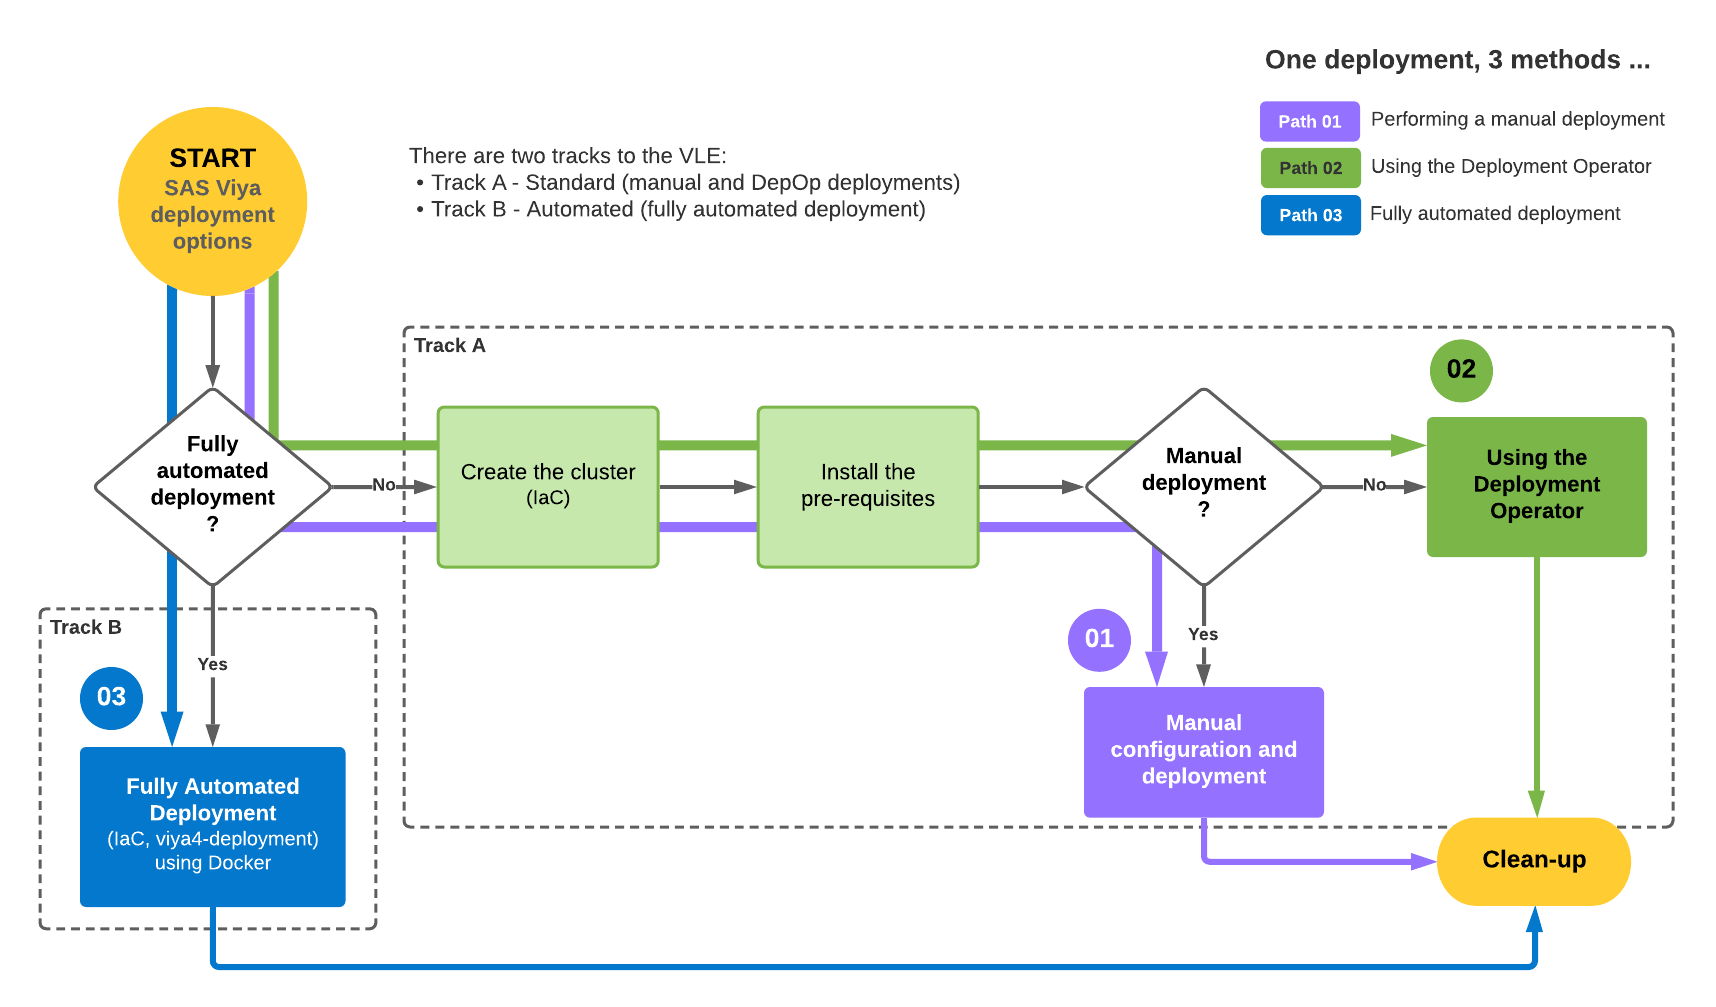 One deployment, 3 methods ...
Path 01
Performing a manual deployment
Path 02
Using the Deployment Operator
Path 03
Fully automated deployment
START
SAS Viya
deployment
options
There are two tracks to the VLE:
• Track A - Standard (manual and DepOp deployments)
• Track B - Automated (fully automated deployment)
Track A
02
Fully
automated
deployment
?
No
Create the cluster
(IaC)
Install the
pre-requisites
Manual
deployment
?
No
Using the
Deployment
Operator
Track B
Yes
03
01
Yes
Manual
configuration and
deployment
Fully Automated
Deployment
(IaC, viya4-deployment)
using Docker
Clean-up